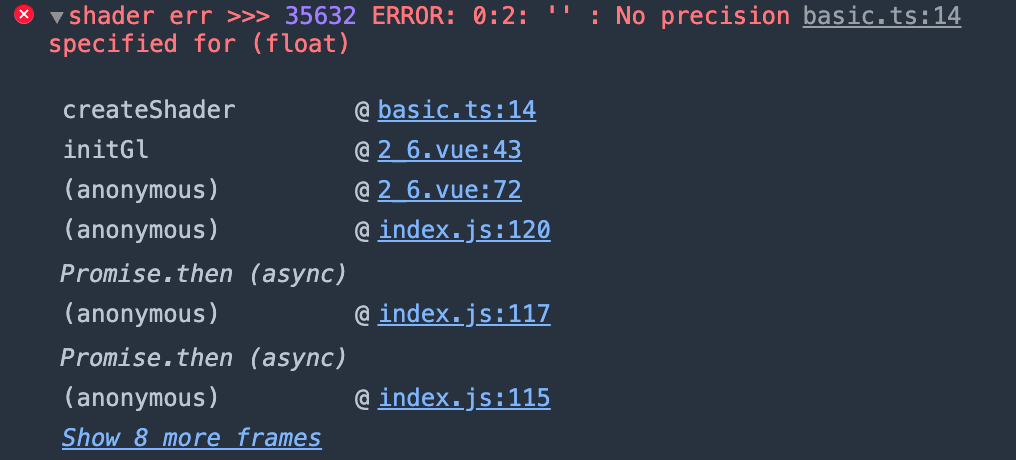 ▼shader err >>> 35632 ERROR: 0:2: '' : No precision basic.ts:14
specified for (float)
createShader @ basic.ts:14
initGl @ 2_6.vue:43
(anonymous) @ 2_6.vue:72
(anonymous) @ index.js:120
Promise.then (async)
(anonymous) @ index.js:117
Promise.then (async)
(anonymous) @ index.js:115
Show 8 more frames